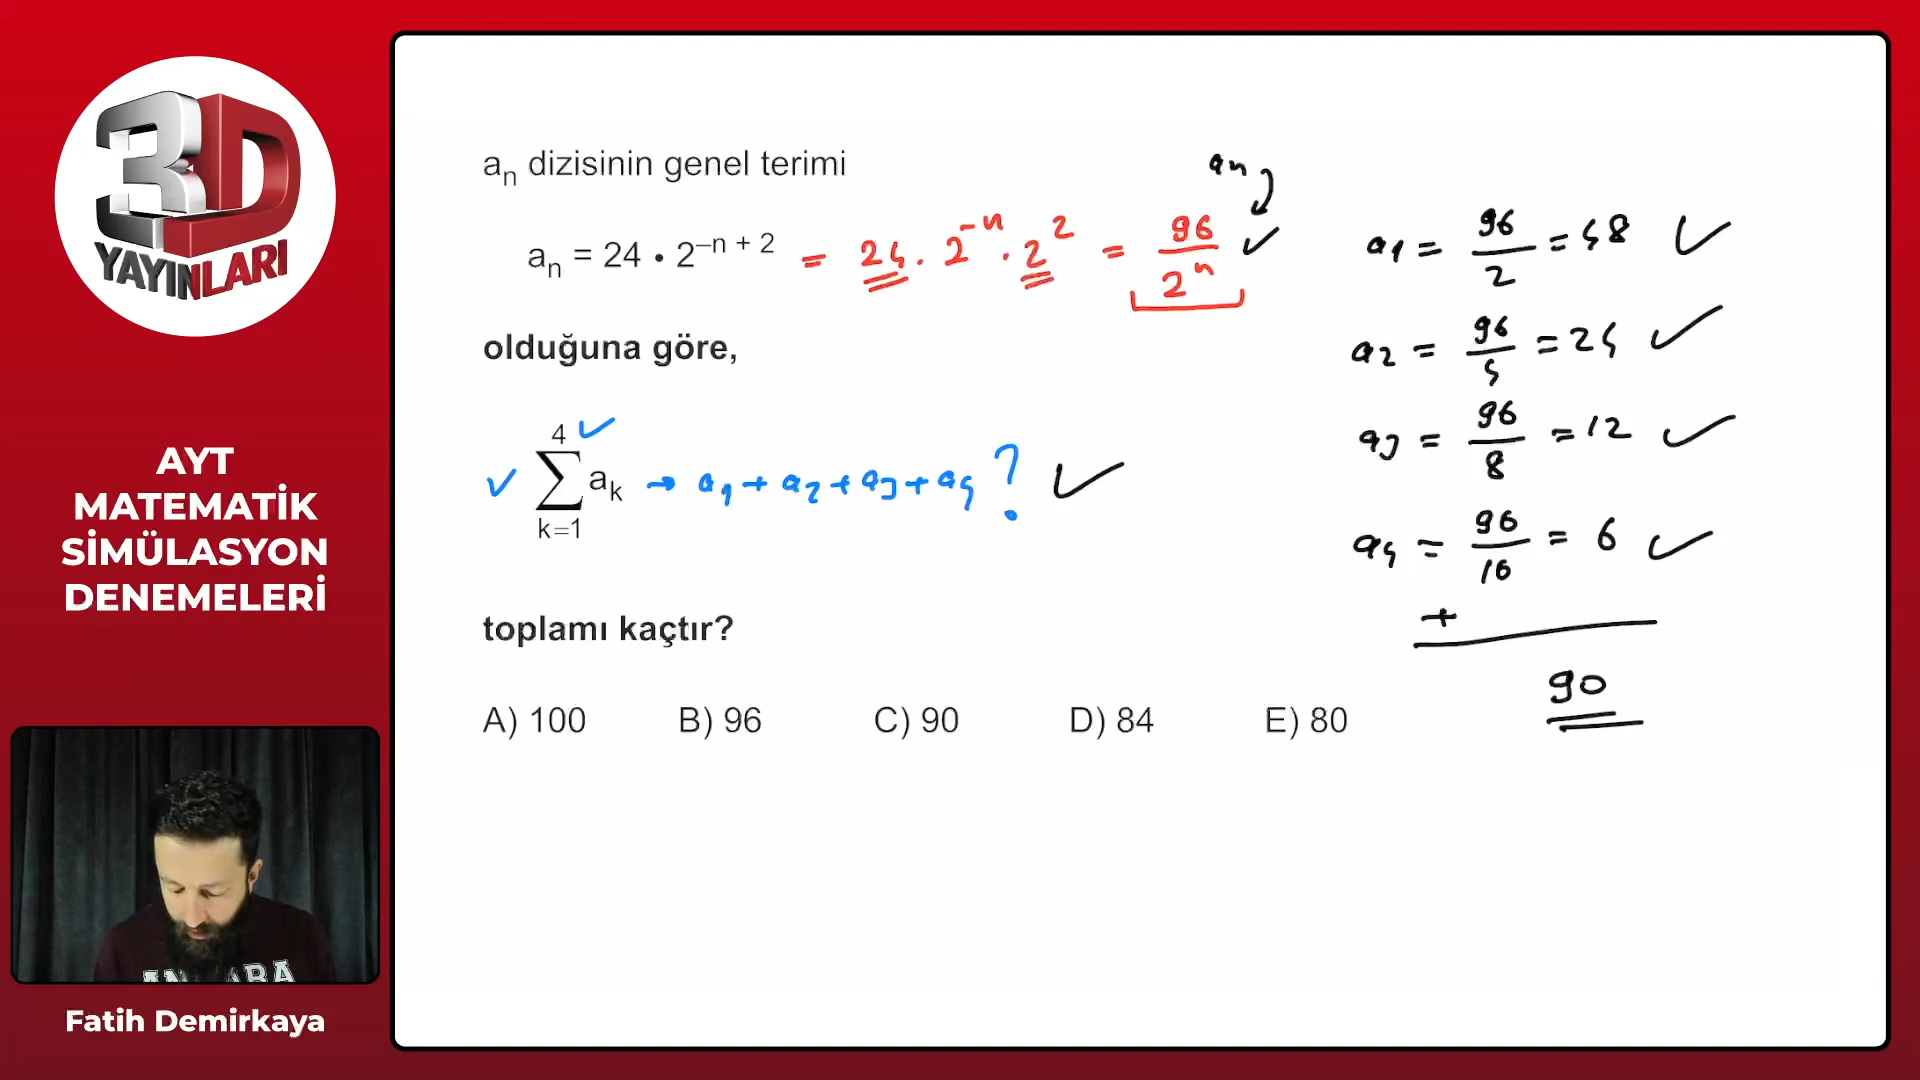 3D
YAYINLARI
AYT
MATEMATİK
SİMÜLASYON
DENEMELERİ
Fatih Demirkaya
aₙ dizisinin genel terimi
aₙ
aₙ = 24 • 2⁻ⁿ ⁺ ² = 24 . 2⁻ⁿ . 2² = 96/2ⁿ
olduğuna göre,
4
∑ aₖ → a₁ + a₂ + a₃ + a₄ ?
k=1
toplamı kaçtır?
A) 100 B) 96 C) 90 D) 84 E) 80
a₁ = 96/2 = 48
a₂ = 96/4 = 24
a₃ = 96/8 = 12
a₄ = 96/16 = 6
+
90